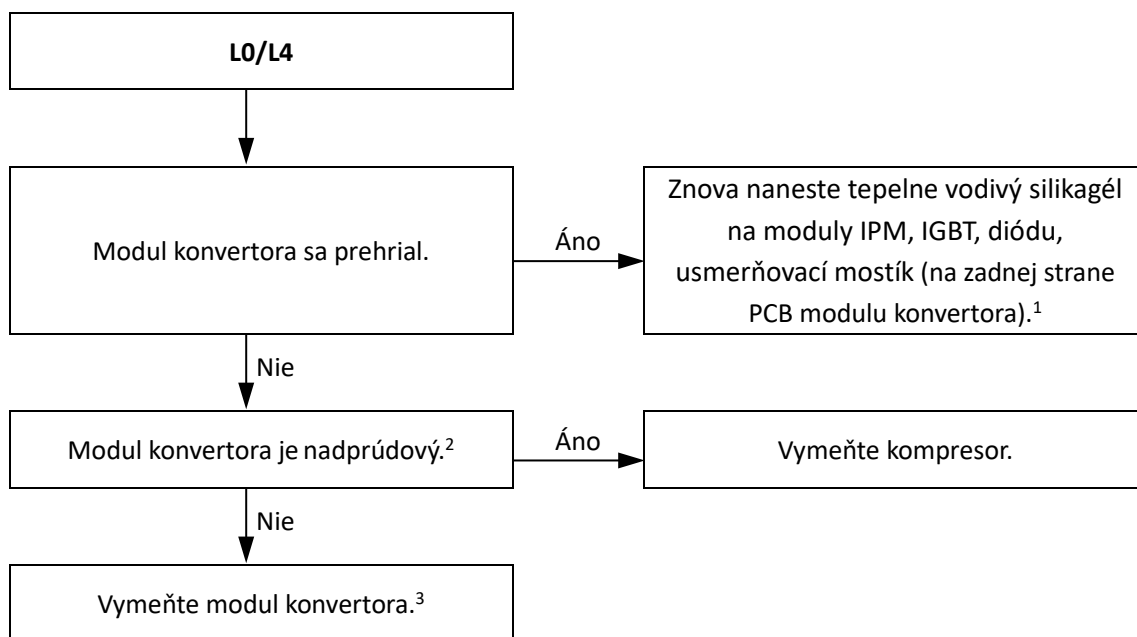 L0/L4
Modul konvertora sa prehrial.
Áno
Znova naneste tepelne vodivý silikagél
na moduly IPM, IGBT, diódu,
usmerňovací mostík (na zadnej strane
PCB modulu konvertora).¹
Nie
Modul konvertora je nadprúdový.²
Áno
Vymeňte kompresor.
Nie
Vymeňte modul konvertora.³